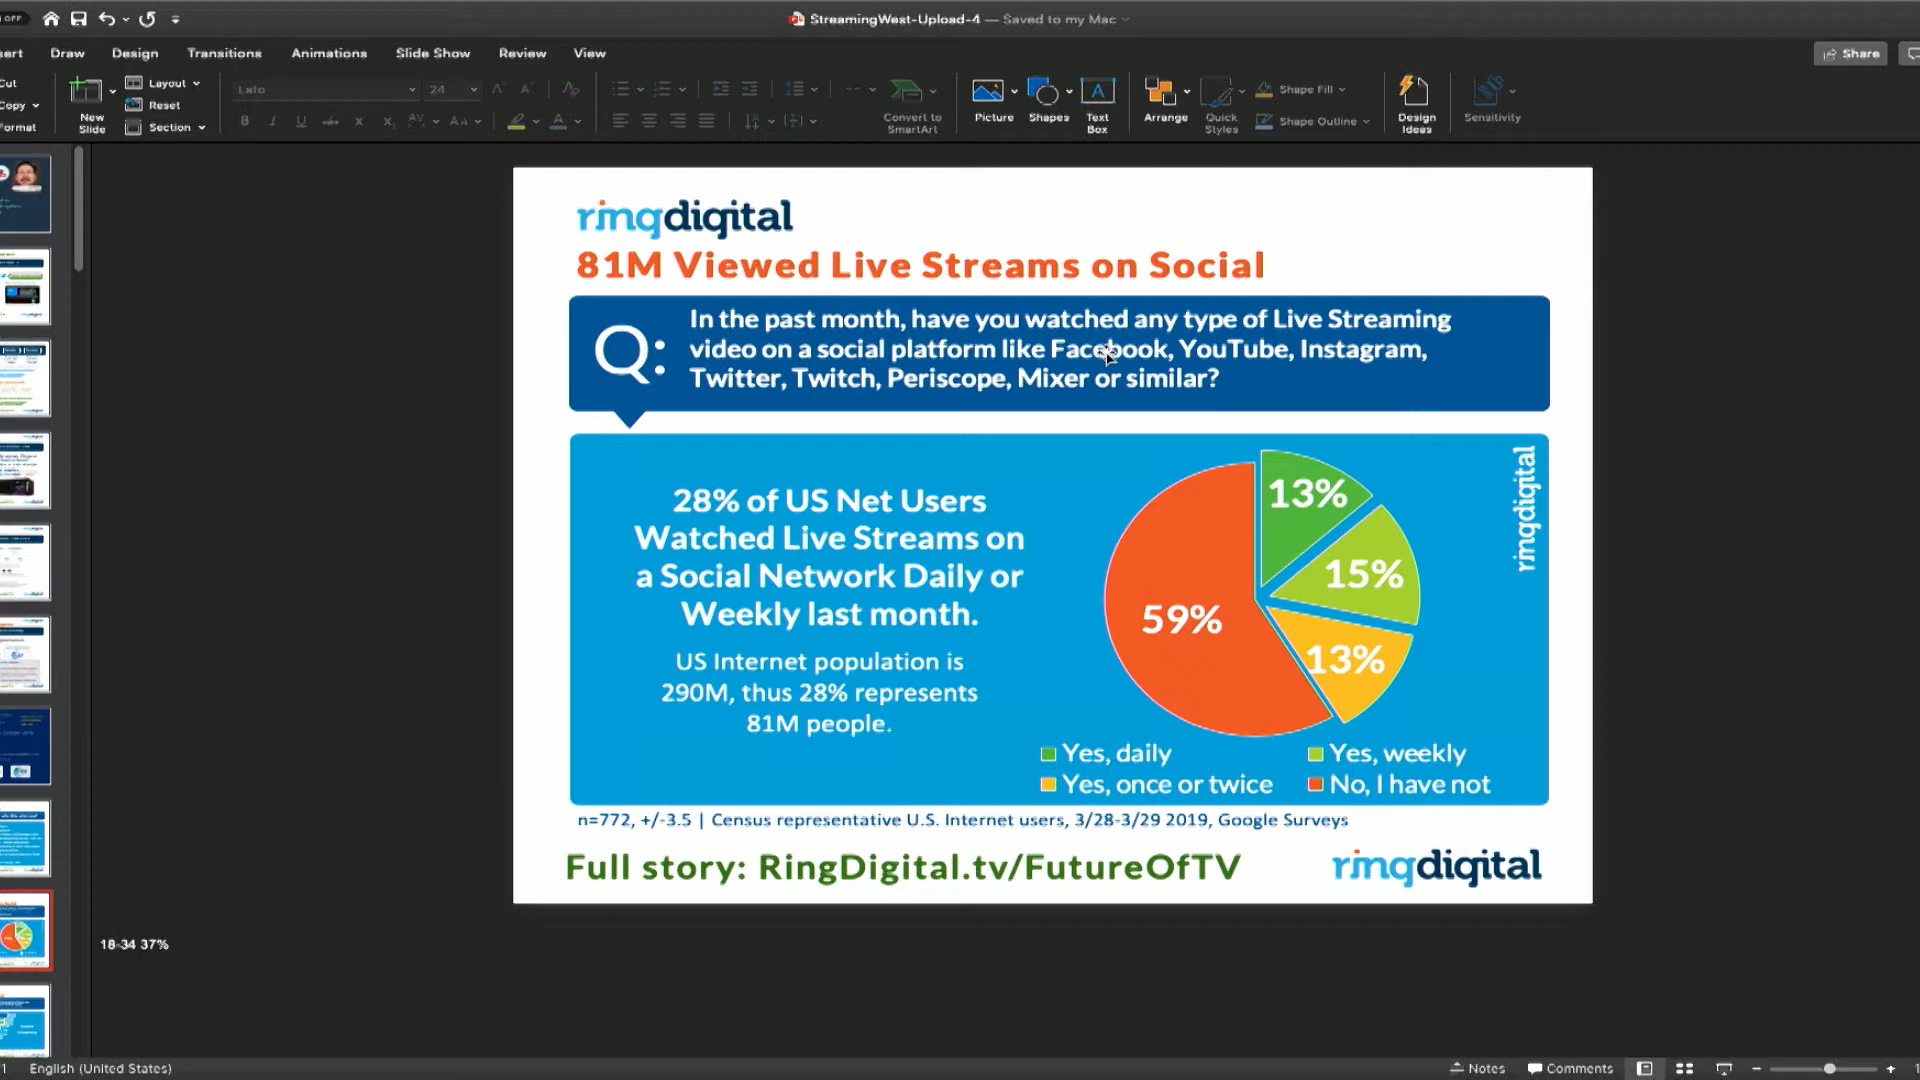 OFF
StreamingWest-Upload-4 — Saved to my Mac
Draw Design Transitions Animations Slide Show Review View
Share
Copy
New Slide
Layout
Reset
Section
Lato 24
Convert to SmartArt
Picture
Shapes
Text Box
Arrange
Quick Styles
Shape Fill
Shape Outline
Design Ideas
Sensitivity
ringdigital
81M Viewed Live Streams on Social
Q:
In the past month, have you watched any type of Live Streaming
video on a social platform like Facebook, YouTube, Instagram,
Twitter, Twitch, Periscope, Mixer or similar?
28% of US Net Users
Watched Live Streams on
a Social Network Daily or
Weekly last month.
US Internet population is
290M, thus 28% represents
81M people.
13%
15%
13%
59%
ringdigital
Yes, daily
Yes, weekly
Yes, once or twice
No, I have not
n=772, +/-3.5 | Census representative U.S. Internet users, 3/28-3/29 2019, Google Surveys
Full story: RingDigital.tv/FutureOfTV
ringdigital
18-34 37%
English (United States)
Notes
Comments